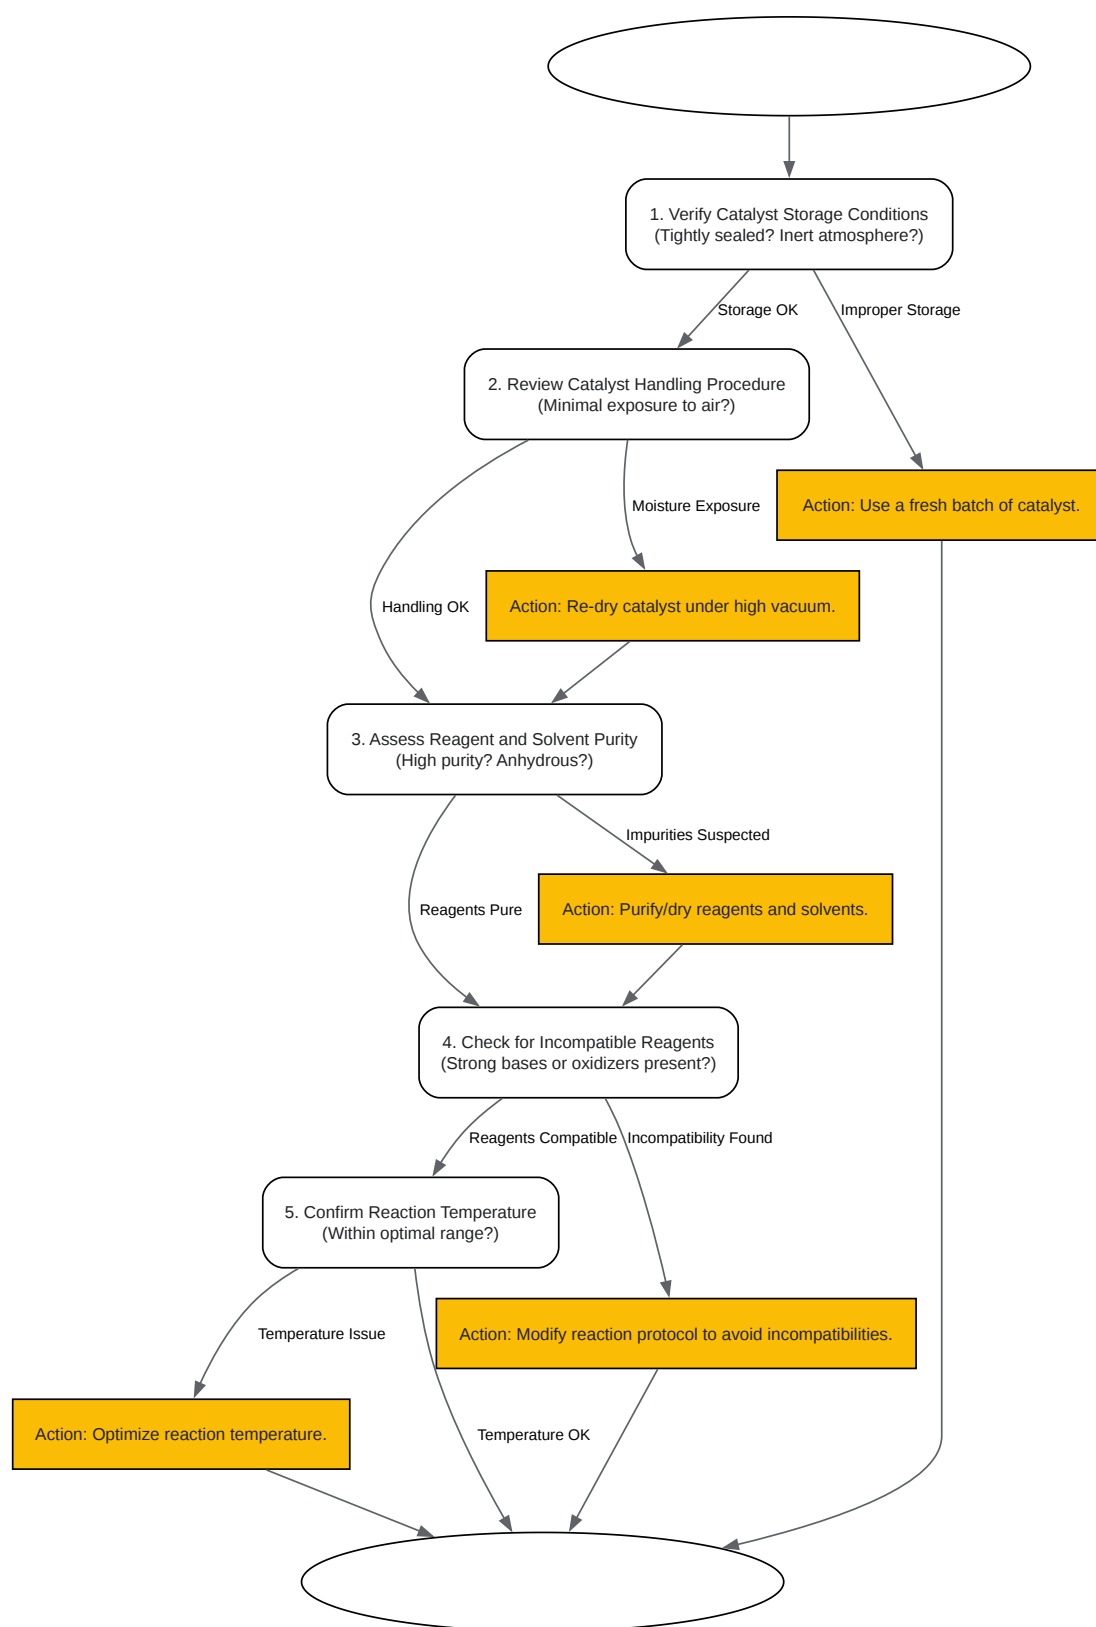 1. Verify Catalyst Storage Conditions
(Tightly sealed? Inert atmosphere?)
Storage OK
Improper Storage
2. Review Catalyst Handling Procedure
(Minimal exposure to air?)
Moisture Exposure
Action: Use a fresh batch of catalyst.
Handling OK
Action: Re-dry catalyst under high vacuum.
3. Assess Reagent and Solvent Purity
(High purity? Anhydrous?)
Impurities Suspected
Reagents Pure
Action: Purify/dry reagents and solvents.
4. Check for Incompatible Reagents
(Strong bases or oxidizers present?)
Reagents Compatible
Incompatibility Found
5. Confirm Reaction Temperature
(Within optimal range?)
Temperature Issue
Action: Modify reaction protocol to avoid incompatibilities.
Action: Optimize reaction temperature.
Temperature OK